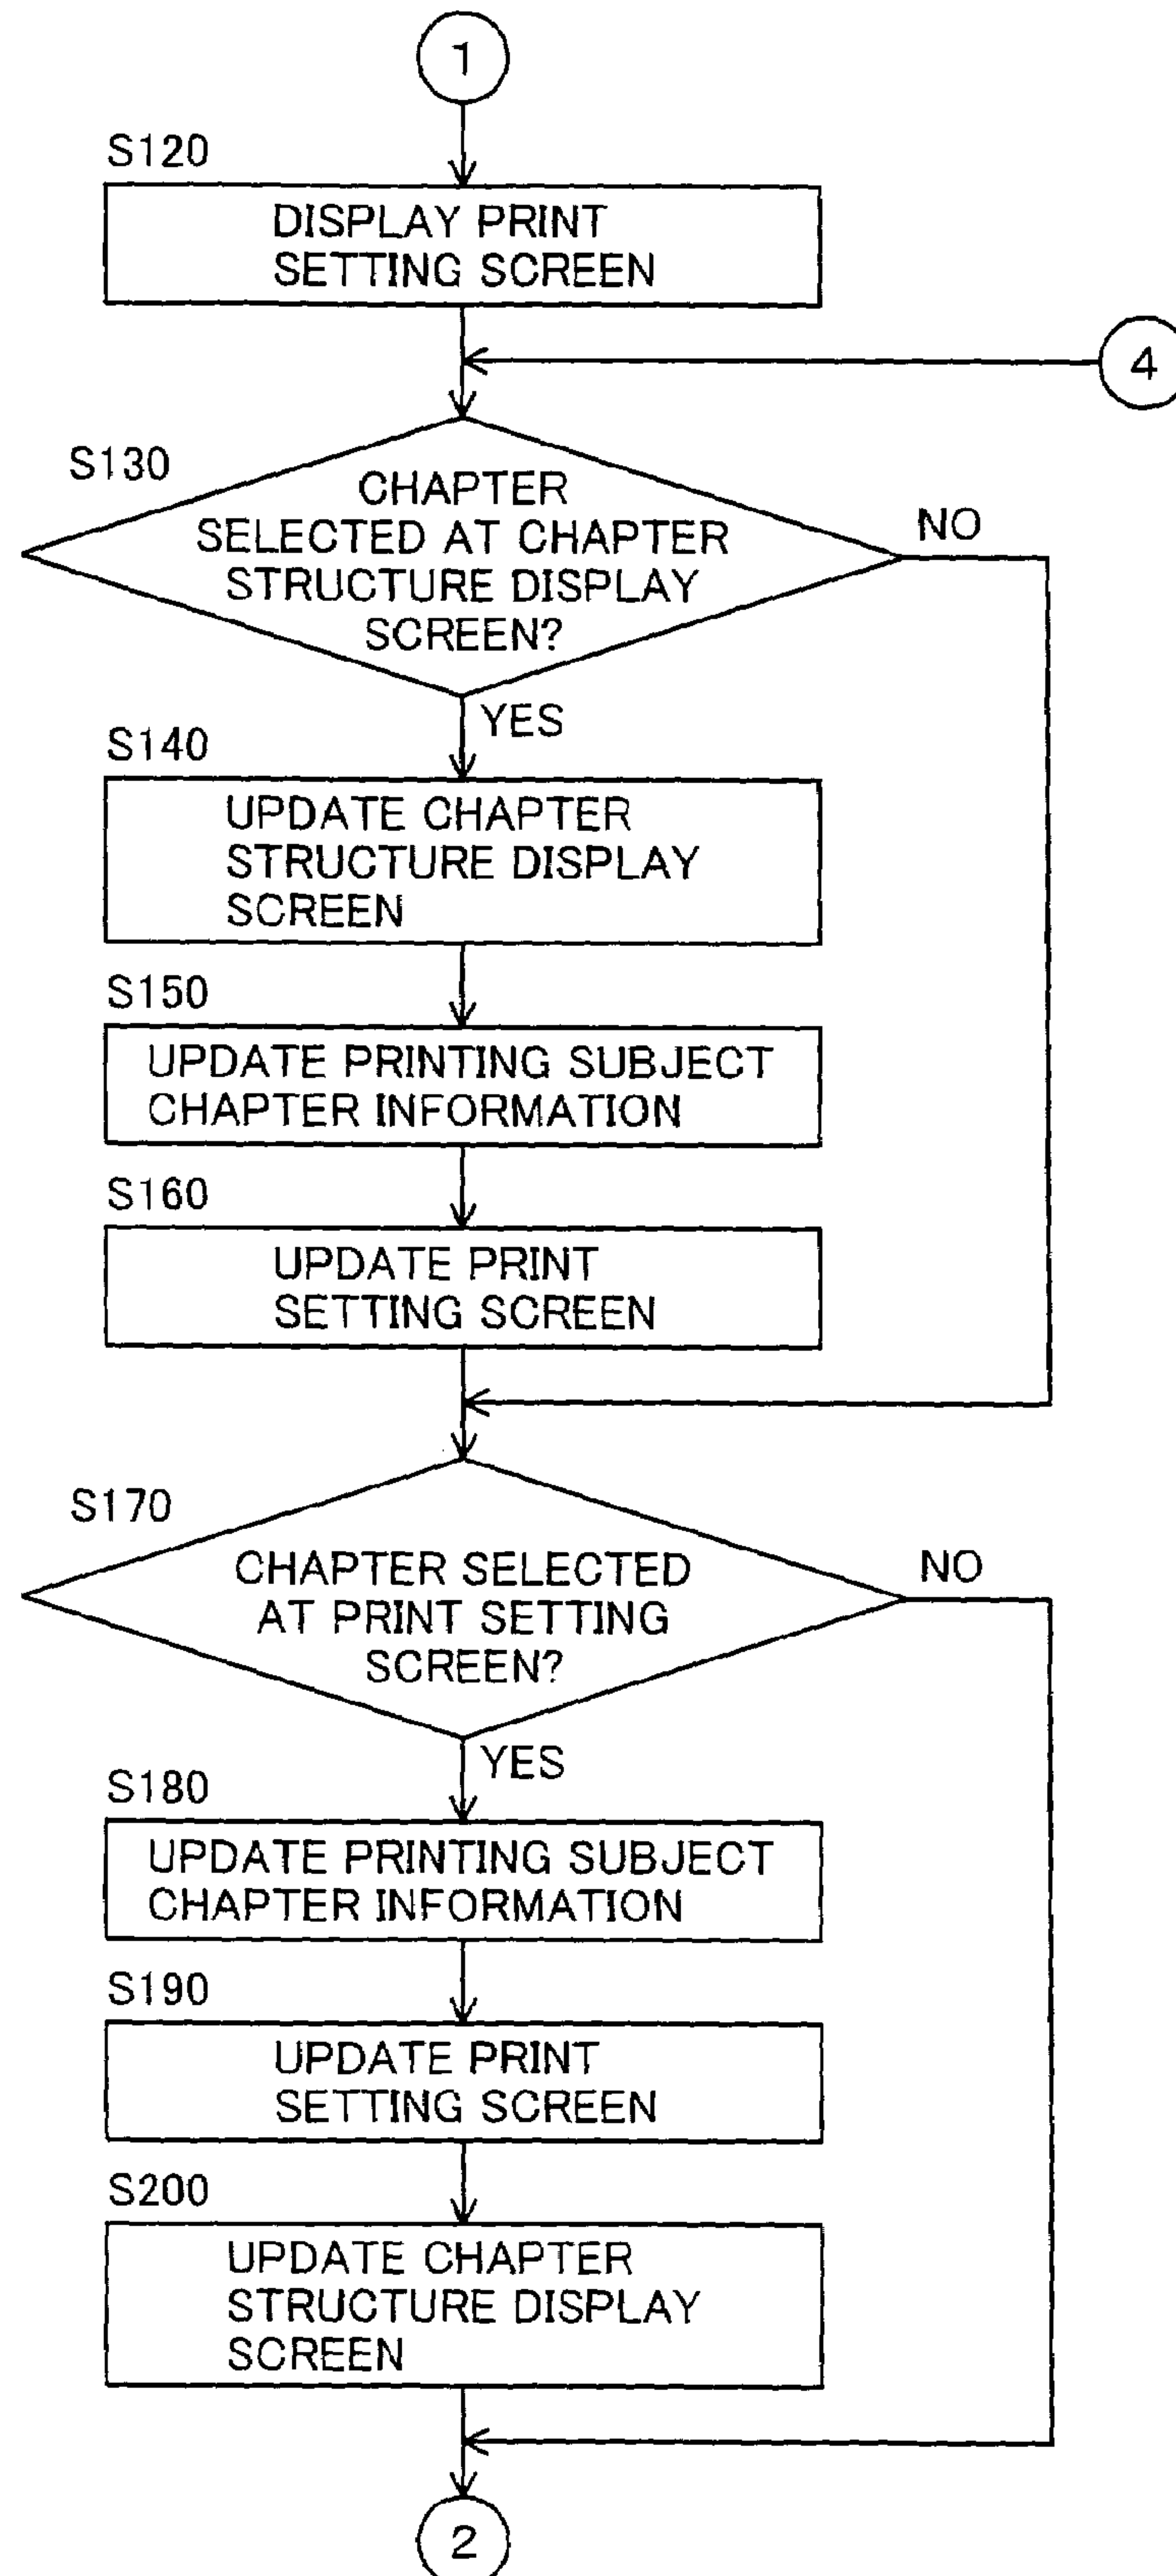 1
S120
DISPLAY PRINT
SETTING SCREEN
4
S130
CHAPTER
SELECTED AT CHAPTER
STRUCTURE DISPLAY
SCREEN?
NO
YES
S140
UPDATE CHAPTER
STRUCTURE DISPLAY
SCREEN
S150
UPDATE PRINTING SUBJECT
CHAPTER INFORMATION
S160
UPDATE PRINT
SETTING SCREEN
S170
CHAPTER SELECTED
AT PRINT SETTING
SCREEN?
NO
YES
S180
UPDATE PRINTING SUBJECT
CHAPTER INFORMATION
S190
UPDATE PRINT
SETTING SCREEN
S200
UPDATE CHAPTER
STRUCTURE DISPLAY
SCREEN
2